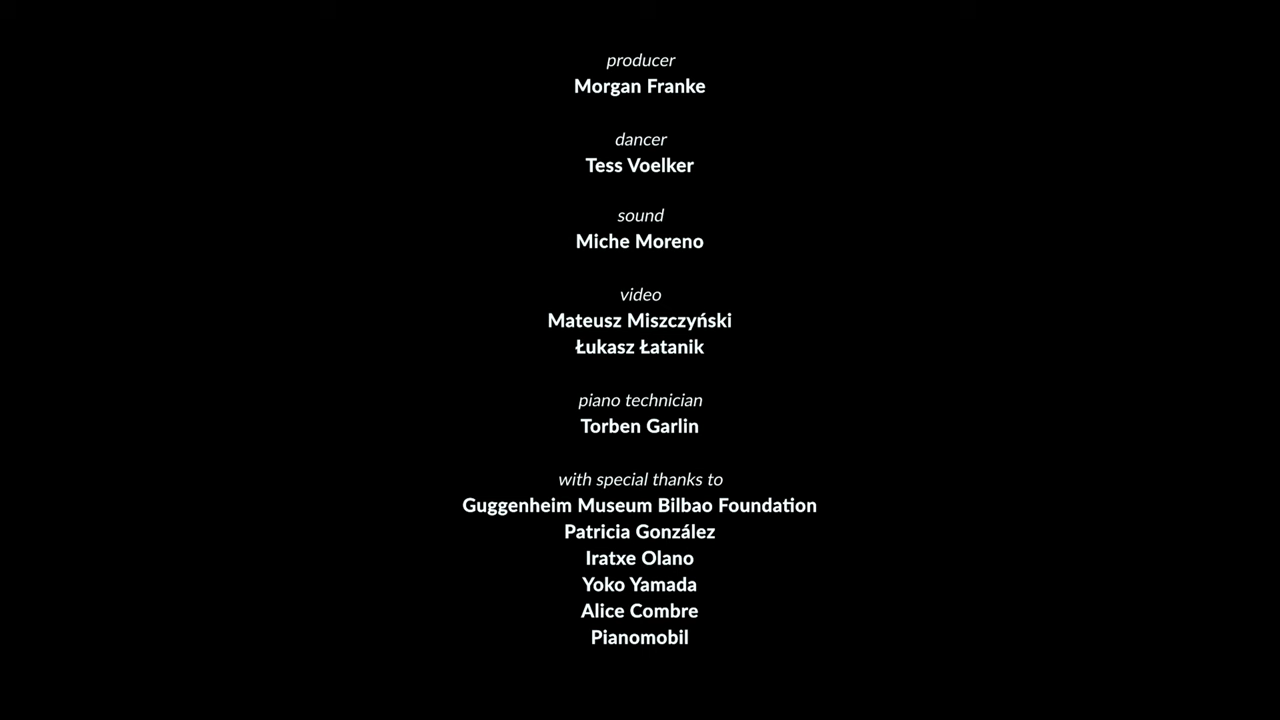 producer
Morgan Franke
dancer
Tess Voelker
sound
Miche Moreno
video
Mateusz Miszczyński
Łukasz Łatanik
piano technician
Torben Garlin
with special thanks to
Guggenheim Museum Bilbao Foundation
Patricia González
Iratxe Olano
Yoko Yamada
Alice Combre
Pianomobil